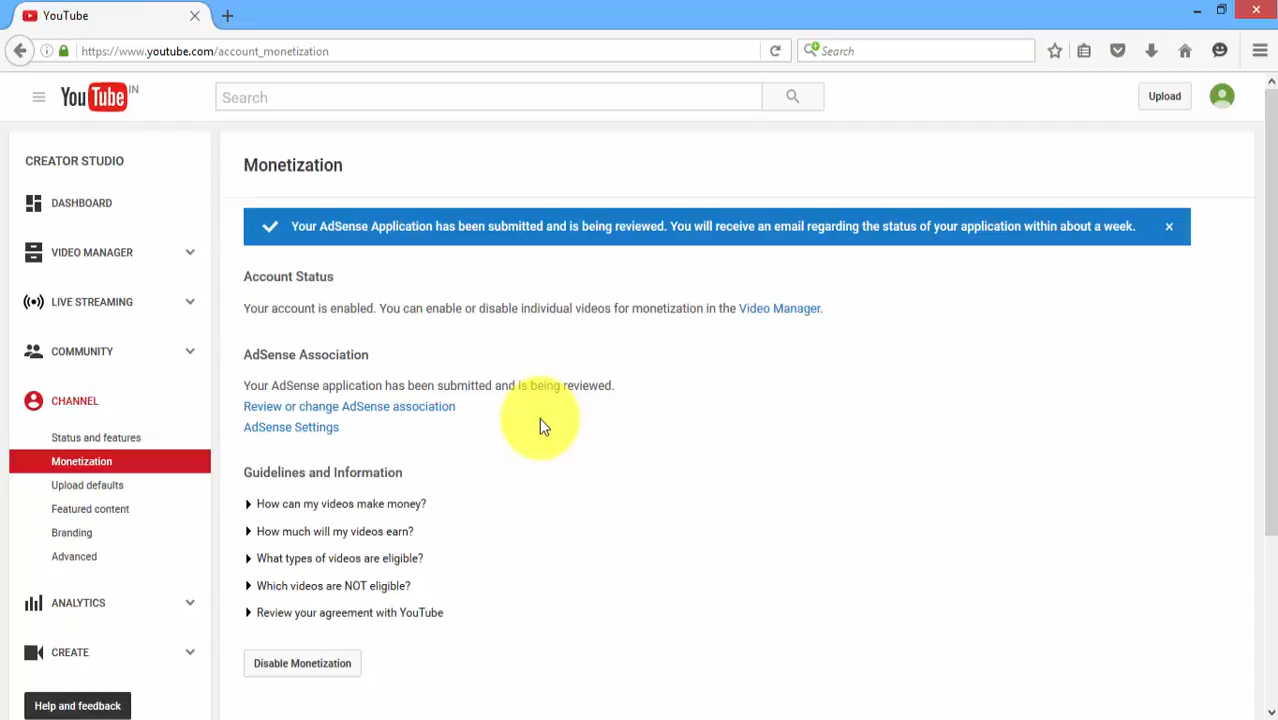 YouTube
https://www.youtube.com/account_monetization
Search
YouTube IN
Search
Upload
CREATOR STUDIO
DASHBOARD
VIDEO MANAGER
LIVE STREAMING
COMMUNITY
CHANNEL
Status and features
Monetization
Upload defaults
Featured content
Branding
Advanced
ANALYTICS
CREATE
Help and feedback
Monetization
Your AdSense Application has been submitted and is being reviewed. You will receive an email regarding the status of your application within about a week.
Account Status
Your account is enabled. You can enable or disable individual videos for monetization in the Video Manager.
AdSense Association
Your AdSense application has been submitted and is being reviewed.
Review or change AdSense association
AdSense Settings
Guidelines and Information
How can my videos make money?
How much will my videos earn?
What types of videos are eligible?
Which videos are NOT eligible?
Review your agreement with YouTube
Disable Monetization